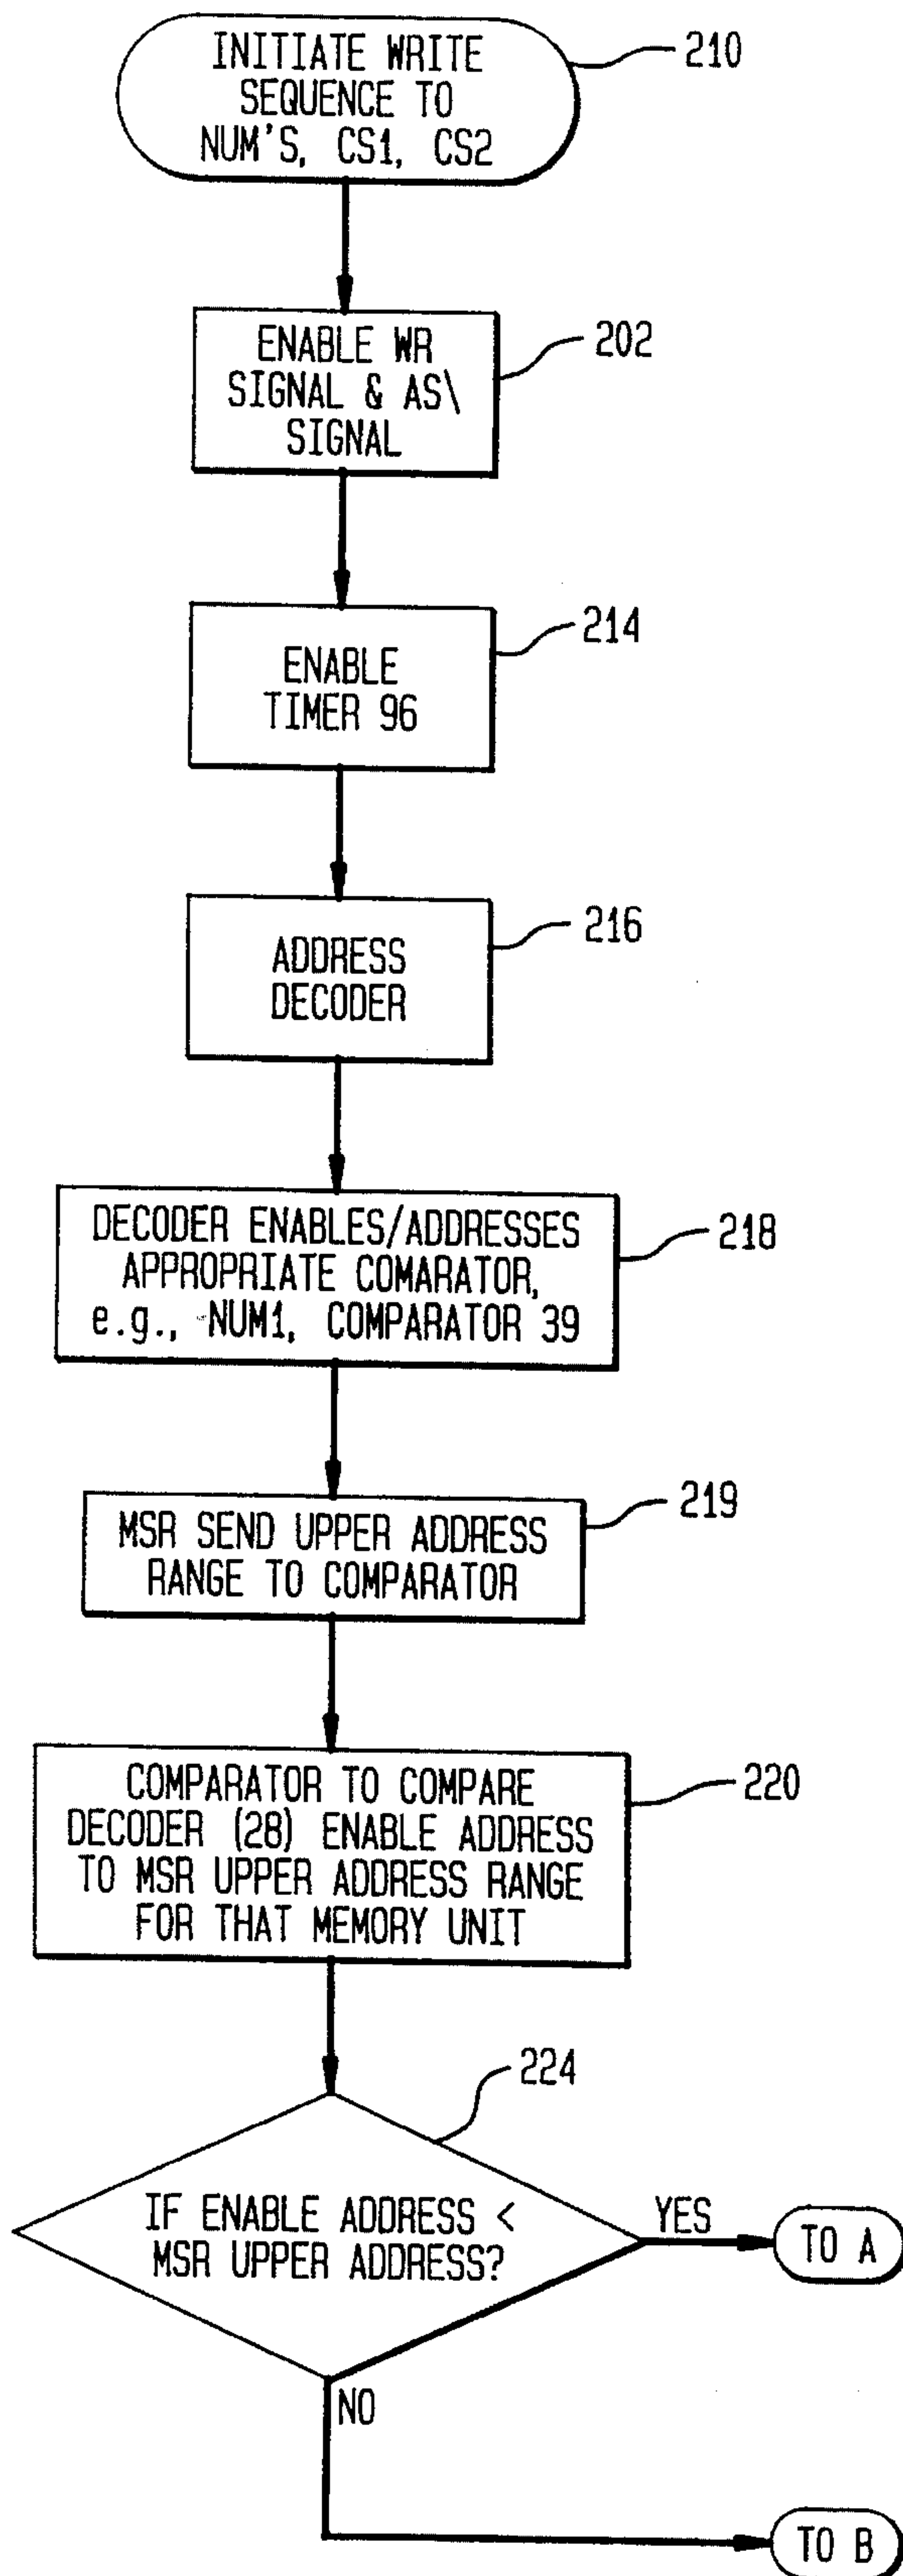 INITIATE WRITE
SEQUENCE TO
NUM'S, CS1, CS2
210
ENABLE WR
SIGNAL & AS\
SIGNAL
202
ENABLE
TIMER 96
214
ADDRESS
DECODER
216
DECODER ENABLES/ADDRESSES
APPROPRIATE COMARATOR,
e.g., NUM1, COMPARATOR 39
218
MSR SEND UPPER ADDRESS
RANGE TO COMPARATOR
219
COMPARATOR TO COMPARE
DECODER (28) ENABLE ADDRESS
TO MSR UPPER ADDRESS RANGE
FOR THAT MEMORY UNIT
220
224
IF ENABLE ADDRESS <
MSR UPPER ADDRESS?
YES
TO A
NO
TO B